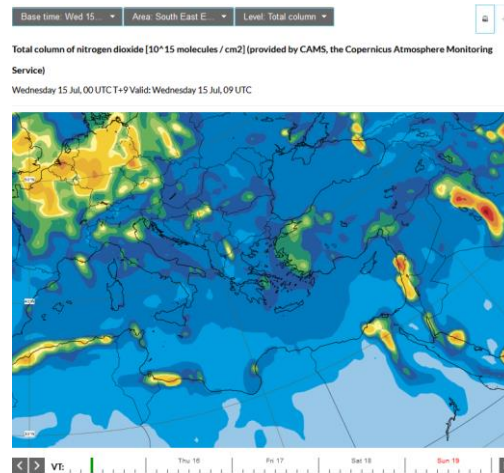 Base time: Wed 15... Area: South East E... Level: Total column
Total column of nitrogen dioxide [10^15 molecules / cm2] (provided by CAMS, the Copernicus Atmosphere Monitoring
Service)
Wednesday 15 Jul, 00 UTC T+9 Valid: Wednesday 15 Jul, 09 UTC
VT: Thu 16 Fri 17 Sat 18 Sun 19